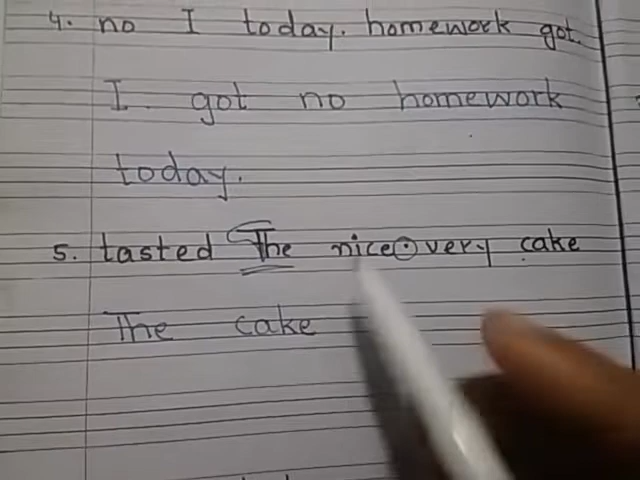 4. no I today. homework got.
I got no homework
today.
5. tasted The nice . very cake
The cake